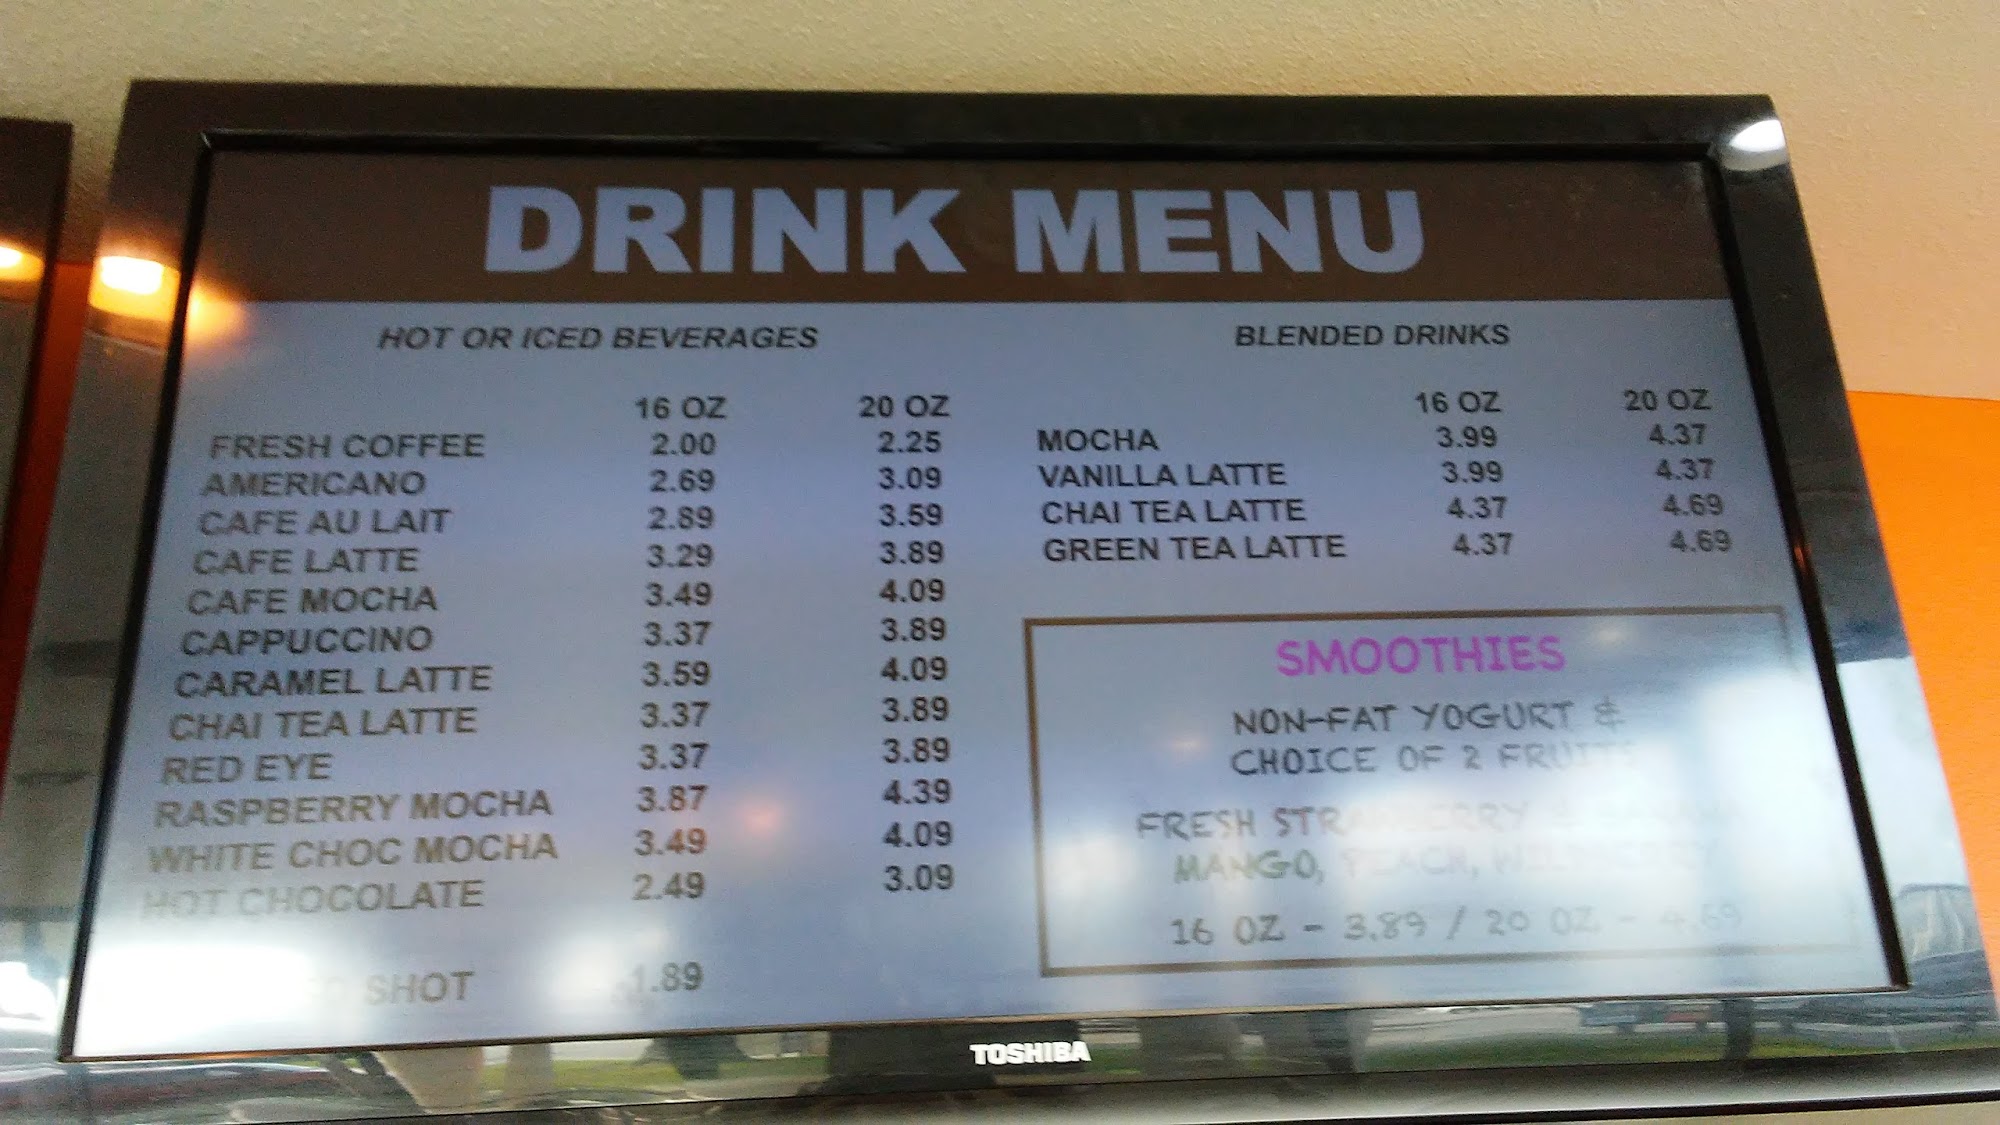 DRINK MENU
HOT OR ICED BEVERAGES
16 OZ 20 OZ
FRESH COFFEE 2.00 2.25
AMERICANO 2.69 3.09
CAFE AU LAIT 2.89 3.59
CAFE LATTE 3.29 3.89
CAFE MOCHA 3.49 4.09
CAPPUCCINO 3.37 3.89
CARAMEL LATTE 3.59 4.09
CHAI TEA LATTE 3.37 3.89
RED EYE 3.37 3.89
RASPBERRY MOCHA 3.87 4.39
WHITE CHOC MOCHA 3.49 4.09
HOT CHOCOLATE 2.49 3.09
SHOT 1.89
BLENDED DRINKS
16 OZ 20 OZ
MOCHA 3.99 4.37
VANILLA LATTE 3.99 4.37
CHAI TEA LATTE 4.37 4.69
GREEN TEA LATTE 4.37 4.69
SMOOTHIES
NON-FAT YOGURT &
CHOICE OF 2 FRUITS
FRESH STRAWBERRY &
MANGO, PEACH,
16 OZ - 3.89 / 20 OZ - 4.69
TOSHIBA